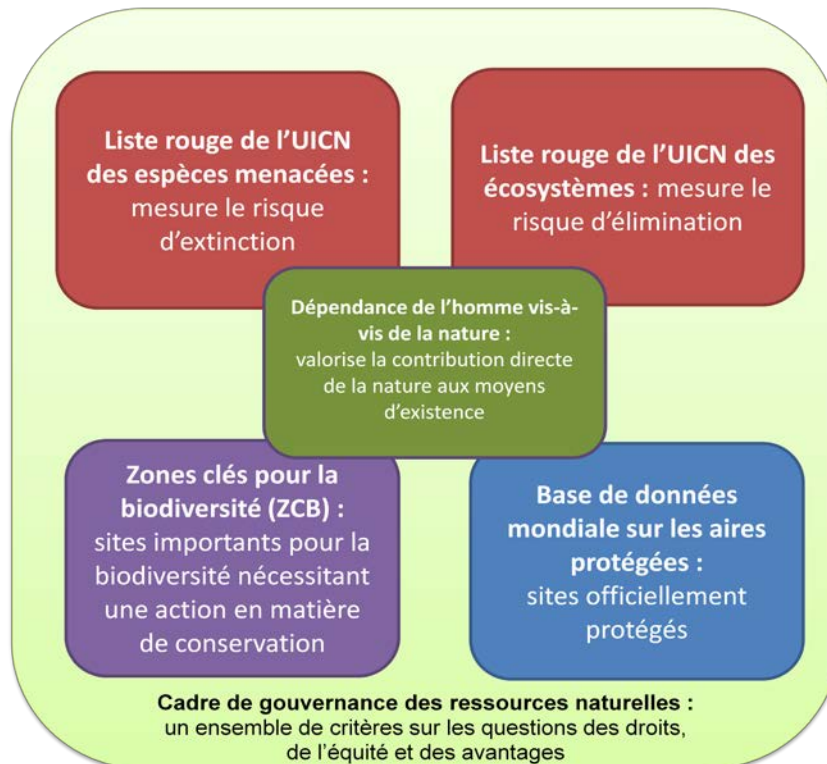 Liste rouge de l’UICN
des espèces menacées :
mesure le risque
d’extinction
Liste rouge de l’UICN des
écosystèmes : mesure le
risque d’élimination
Dépendance de l’homme vis-à-
vis de la nature :
valorise la contribution directe
de la nature aux moyens
d’existence
Zones clés pour la
biodiversité (ZCB) :
sites importants pour la
biodiversité nécessitant
une action en matière
de conservation
Base de données
mondiale sur les aires
protégées :
sites officiellement
protégés
Cadre de gouvernance des ressources naturelles :
un ensemble de critères sur les questions des droits,
de l’équité et des avantages